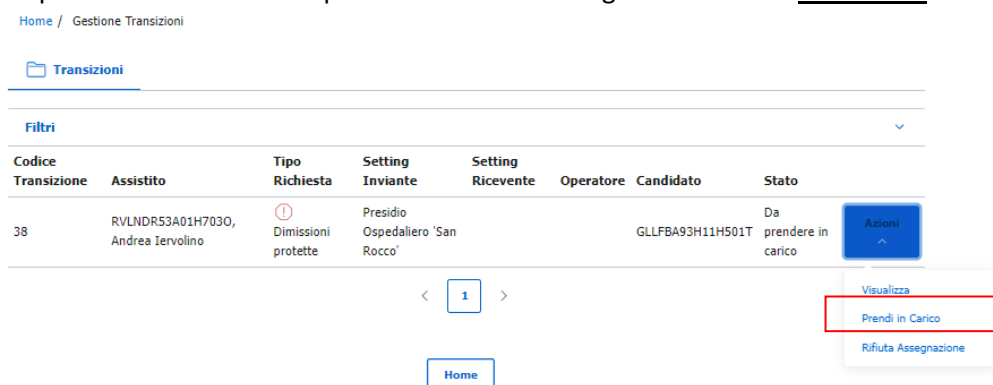 Home / Gestione Transizioni
Transizioni
Filtri
Codice Transizione Assistito Tipo Richiesta Setting Inviante Setting Ricevente Operatore Candidato Stato
38 RVLNDR53A01H703O, Andrea Iervolino Dimissioni protette Presidio Ospedaliero 'San Rocco' GLLFBA93H11H501T Da prendere in carico Azioni
< 1 >
Visualizza
Prendi in Carico
Rifiuta Assegnazione
Home